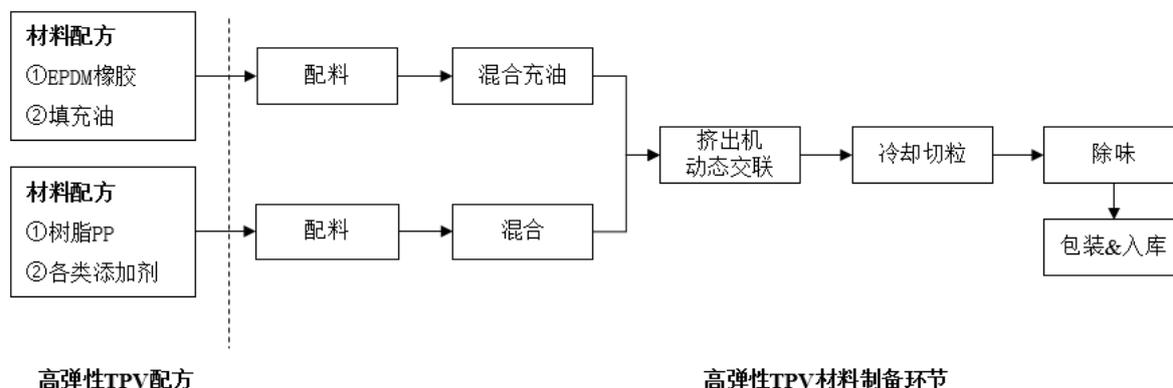 材料配方
①EPDM橡胶
②填充油
配料
混合充油
材料配方
①树脂PP
②各类添加剂
配料
混合
挤出机
动态交联
冷却切粒
除味
包装&入库
高弹性TPV配方
高弹性TPV材料制备环节